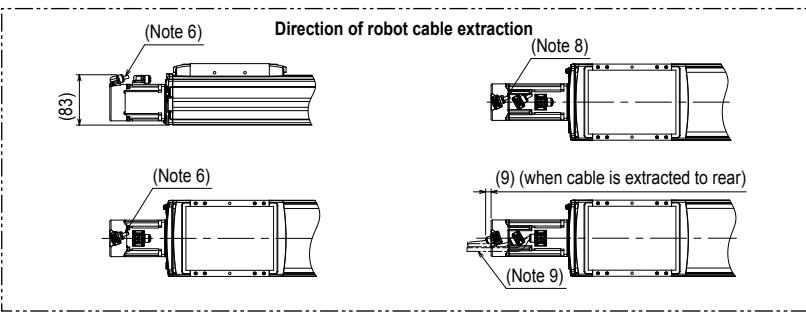 Direction of robot cable extraction
(Note 6)
(Note 8)
(83)
(Note 6)
(9) (when cable is extracted to rear)
(Note 9)